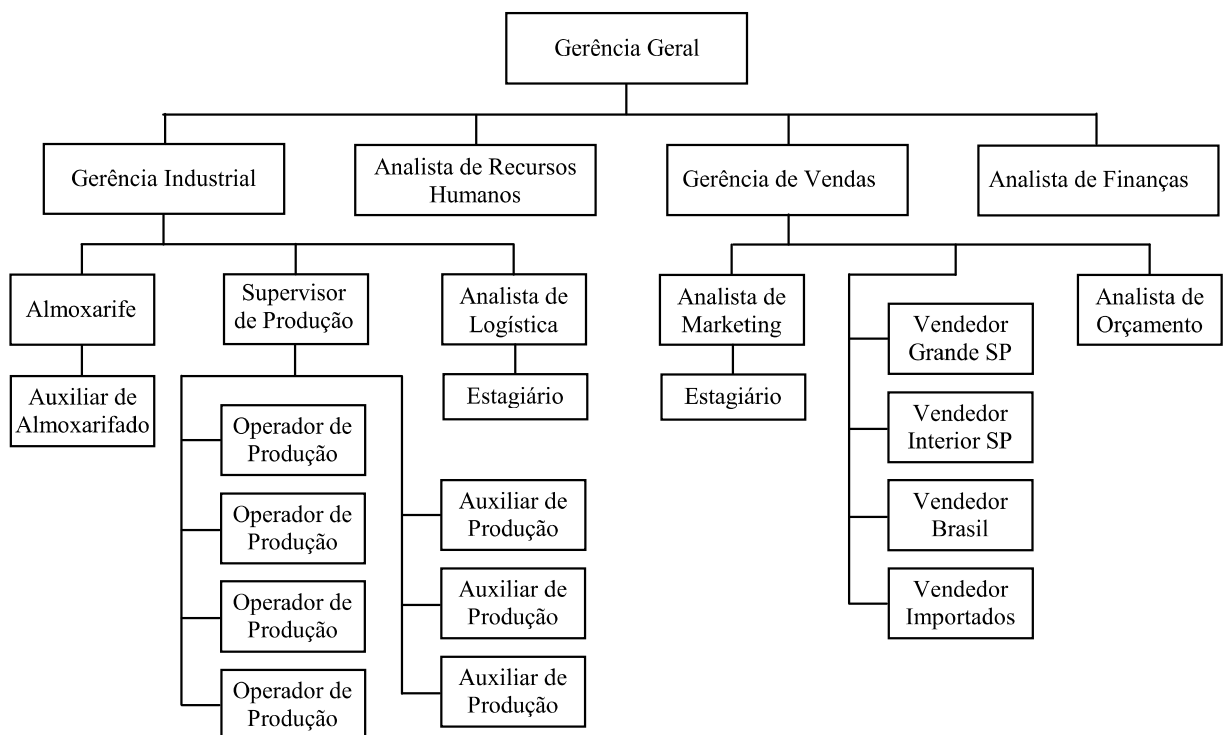 Gerência Geral
Gerência Industrial
Analista de Recursos
Humanos
Gerência de Vendas
Analista de Finanças
Almoxarife
Supervisor
de Produção
Analista de
Logística
Analista de
Marketing
Analista de
Orçamento
Auxiliar de
Almoxarifado
Estagiário
Estagiário
Operador de
Produção
Operador de
Produção
Operador de
Produção
Operador de
Produção
Auxiliar de
Produção
Auxiliar de
Produção
Auxiliar de
Produção
Vendedor
Grande SP
Vendedor
Interior SP
Vendedor
Brasil
Vendedor
Importados